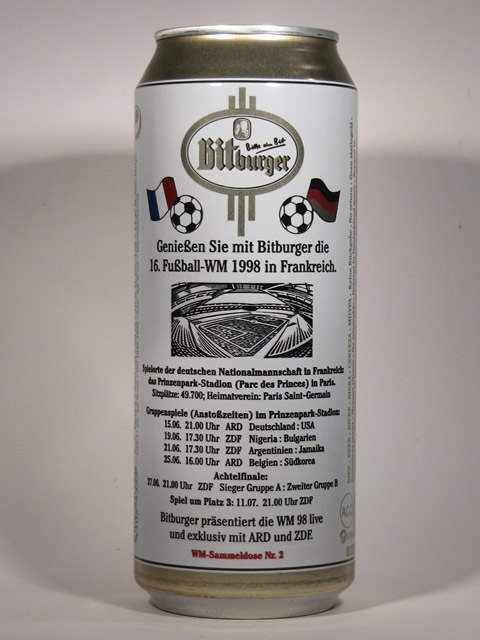 Bitte ein Bit
Bitburger
Genießen Sie mit Bitburger die
16. Fußball-WM 1998 in Frankreich.
Spielorte der deutschen Nationalmannschaft in Frankreich:
das Prinzenpark-Stadion (Parc des Princes) in Paris.
Sitzplätze: 49.700; Heimatverein: Paris Saint-Germain
Gruppenspiele (Anstoßzeiten) im Prinzenpark-Stadion:
15.06. 21.00 Uhr ARD Deutschland : USA
19.06. 17.30 Uhr ZDF Nigeria : Bulgarien
21.06. 17.30 Uhr ZDF Argentinien : Jamaika
25.06. 16.00 Uhr ARD Belgien : Südkorea
Achtelfinale:
27.06. 21.00 Uhr ZDF Sieger Gruppe A : Zweiter Gruppe B
Spiel um Platz 3: 11.07. 21.00 Uhr ZDF
Bitburger präsentiert die WM 98 live
und exklusiv mit ARD und ZDF.
WM-Sammeldose Nr. 2